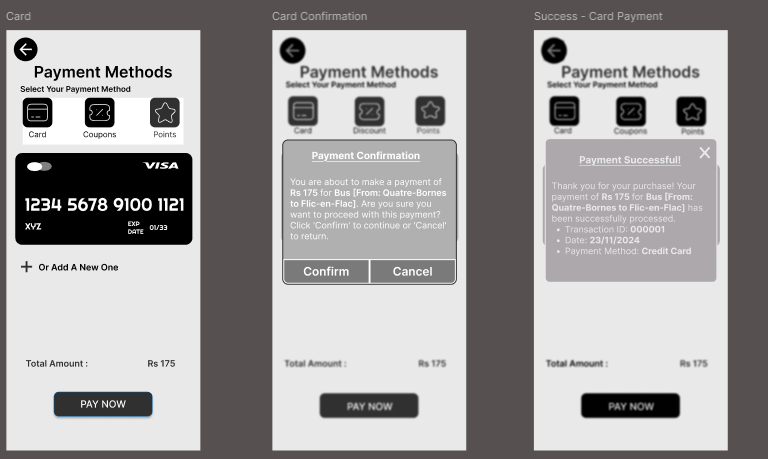 Card
Payment Methods
Select Your Payment Method
Card
Coupons
Points
VISA
1234 5678 9100 1121
XYZ
EXP
DATE
01/33
Or Add A New One
Total Amount :
Rs 175
PAY NOW
Card Confirmation
Payment Methods
Select Your Payment Method
Card
Discount
Points
Payment Confirmation
You are about to make a payment of
Rs 175 for Bus [From: Quatre-Bornes
to Flic-en-Flac]. Are you sure you
want to proceed with this payment?
Click 'Confirm' to continue or 'Cancel'
to return.
Confirm
Cancel
Total Amount :
Rs 175
PAY NOW
Success - Card Payment
Payment Methods
Select Your Payment Method
Card
Coupons
Points
Payment Successful!
Thank you for your purchase! Your
payment of Rs 175 for Bus [From:
Quatre-Bornes to Flic-en-Flac] has
been successfully processed.
• Transaction ID: 000001
• Date: 23/11/2024
• Payment Method: Credit Card
Total Amount :
Rs 175
PAY NOW